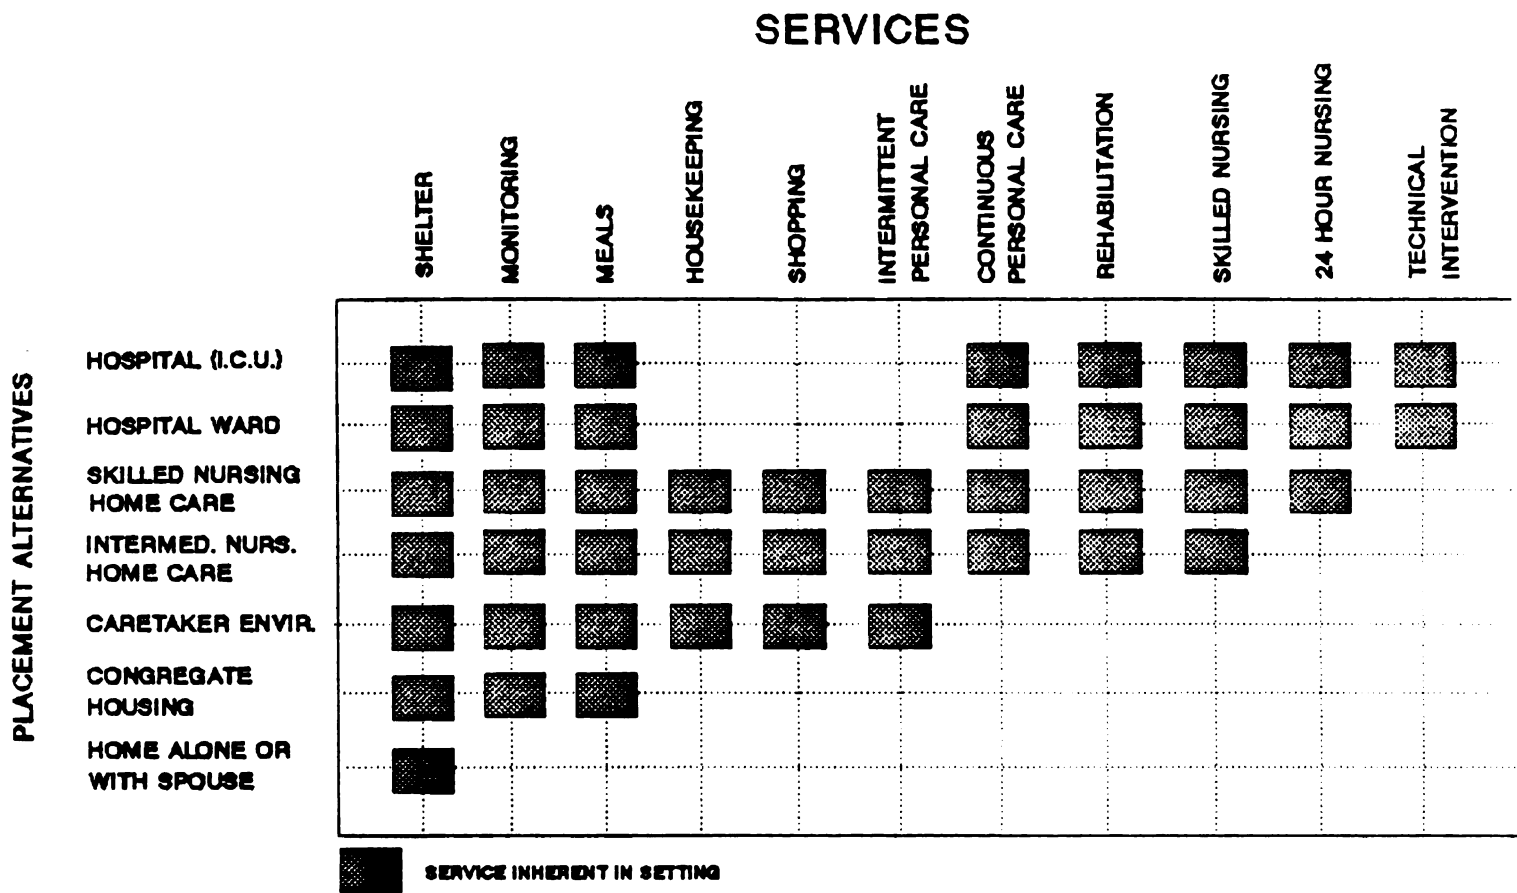 SERVICES
SHELTER
MONITORING
MEALS
HOUSEKEEPING
SHOPPING
INTERMITTENT
PERSONAL CARE
CONTINUOUS
PERSONAL CARE
REHABILITATION
SKILLED NURSING
24 HOUR NURSING
TECHNICAL
INTERVENTION
PLACEMENT ALTERNATIVES
HOSPITAL (I.C.U.)
HOSPITAL WARD
SKILLED NURSING
HOME CARE
INTERMED. NURS.
HOME CARE
CARETAKER ENVIR.
CONGREGATE
HOUSING
HOME ALONE OR
WITH SPOUSE
SERVICE INHERENT IN SETTING